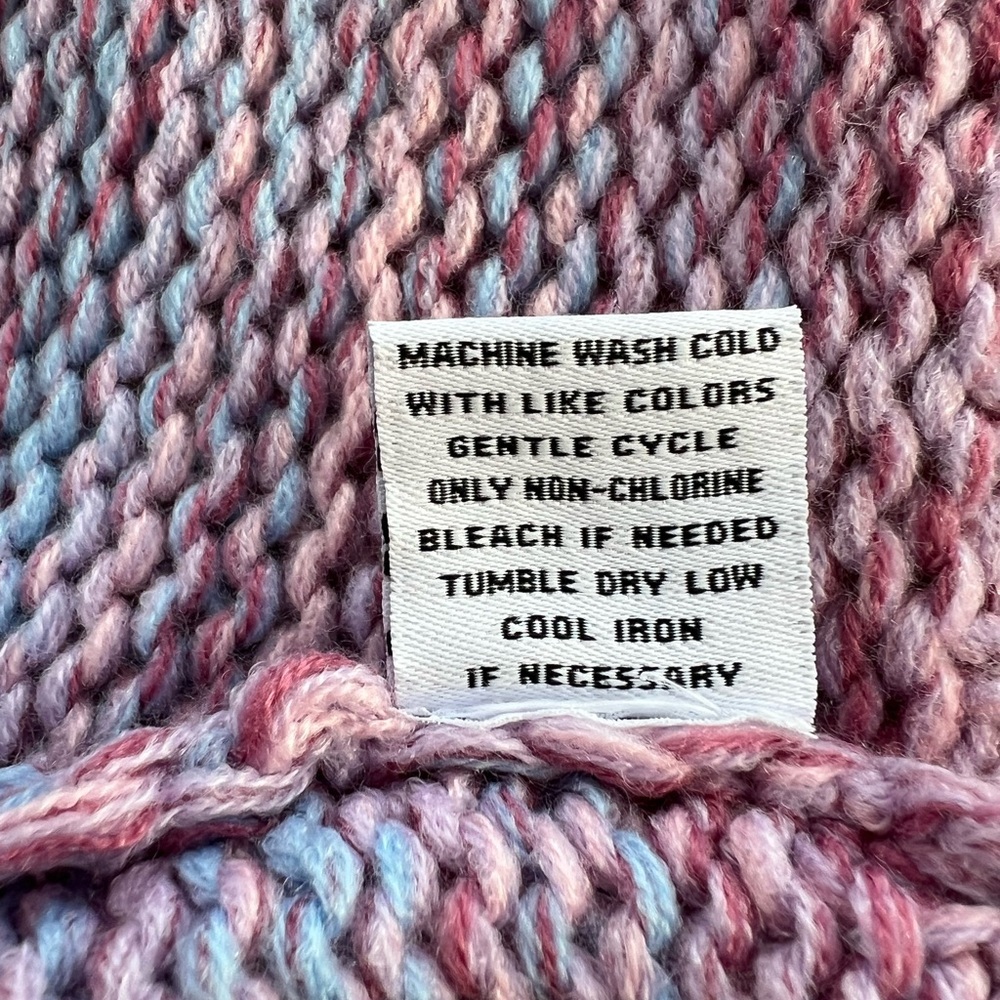 MACHINE WASH COLD
WITH LIKE COLORS
GENTLE CYCLE
ONLY NON-CHLORINE
BLEACH IF NEEDED
TUMBLE DRY LOW
COOL IRON
IF NECESSARY